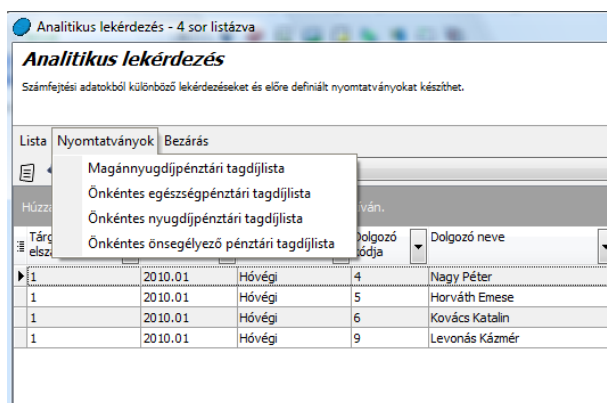 Analitikus lekérdezés - 4 sor listázva
Analitikus lekérdezés
Számfejtési adatokból különböző lekérdezéseket és előre definiált nyomtatványokat készíthet.
Lista Nyomtatványok Bezárás
Magánnyugdíjpénztári tagdíjlista
Önkéntes egészségpénztári tagdíjlista
Önkéntes nyugdíjpénztári tagdíjlista
Önkéntes önsegélyező pénztári tagdíjlista
Húzz
Tárg
elsz
Dolgozó
kódja
Dolgozó neve
1 2010.01 Hóvégi 4 Nagy Péter
1 2010.01 Hóvégi 5 Horváth Emese
1 2010.01 Hóvégi 6 Kovács Katalin
1 2010.01 Hóvégi 9 Levonás Kázmér